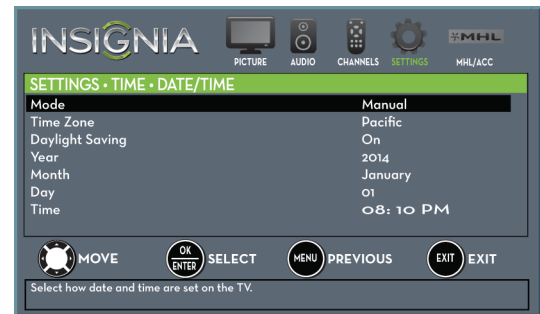 INSIGNIA
PICTURE AUDIO CHANNELS SETTINGS MHL MHL/ACC
SETTINGS • TIME • DATE/TIME
Mode Manual
Time Zone Pacific
Daylight Saving On
Year 2014
Month January
Day 01
Time 08: 10 PM
MOVE OK ENTER SELECT MENU PREVIOUS EXIT EXIT
Select how date and time are set on the TV.